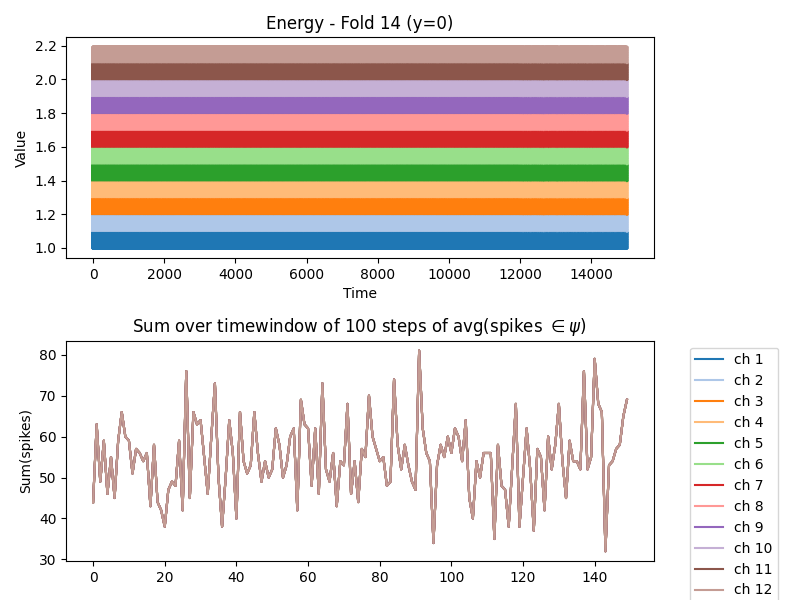 Energy - Fold 14 (y=0)
Value
2.2
2.0
1.8
1.6
1.4
1.2
1.0
0
2000
4000
6000
8000
10000
12000
14000
Time
Sum over timewindow of 100 steps of avg(spikes ∈ ψ)
Sum(spikes)
80
70
60
50
40
30
0
20
40
60
80
100
120
140
ch 1
ch 2
ch 3
ch 4
ch 5
ch 6
ch 7
ch 8
ch 9
ch 10
ch 11
ch 12